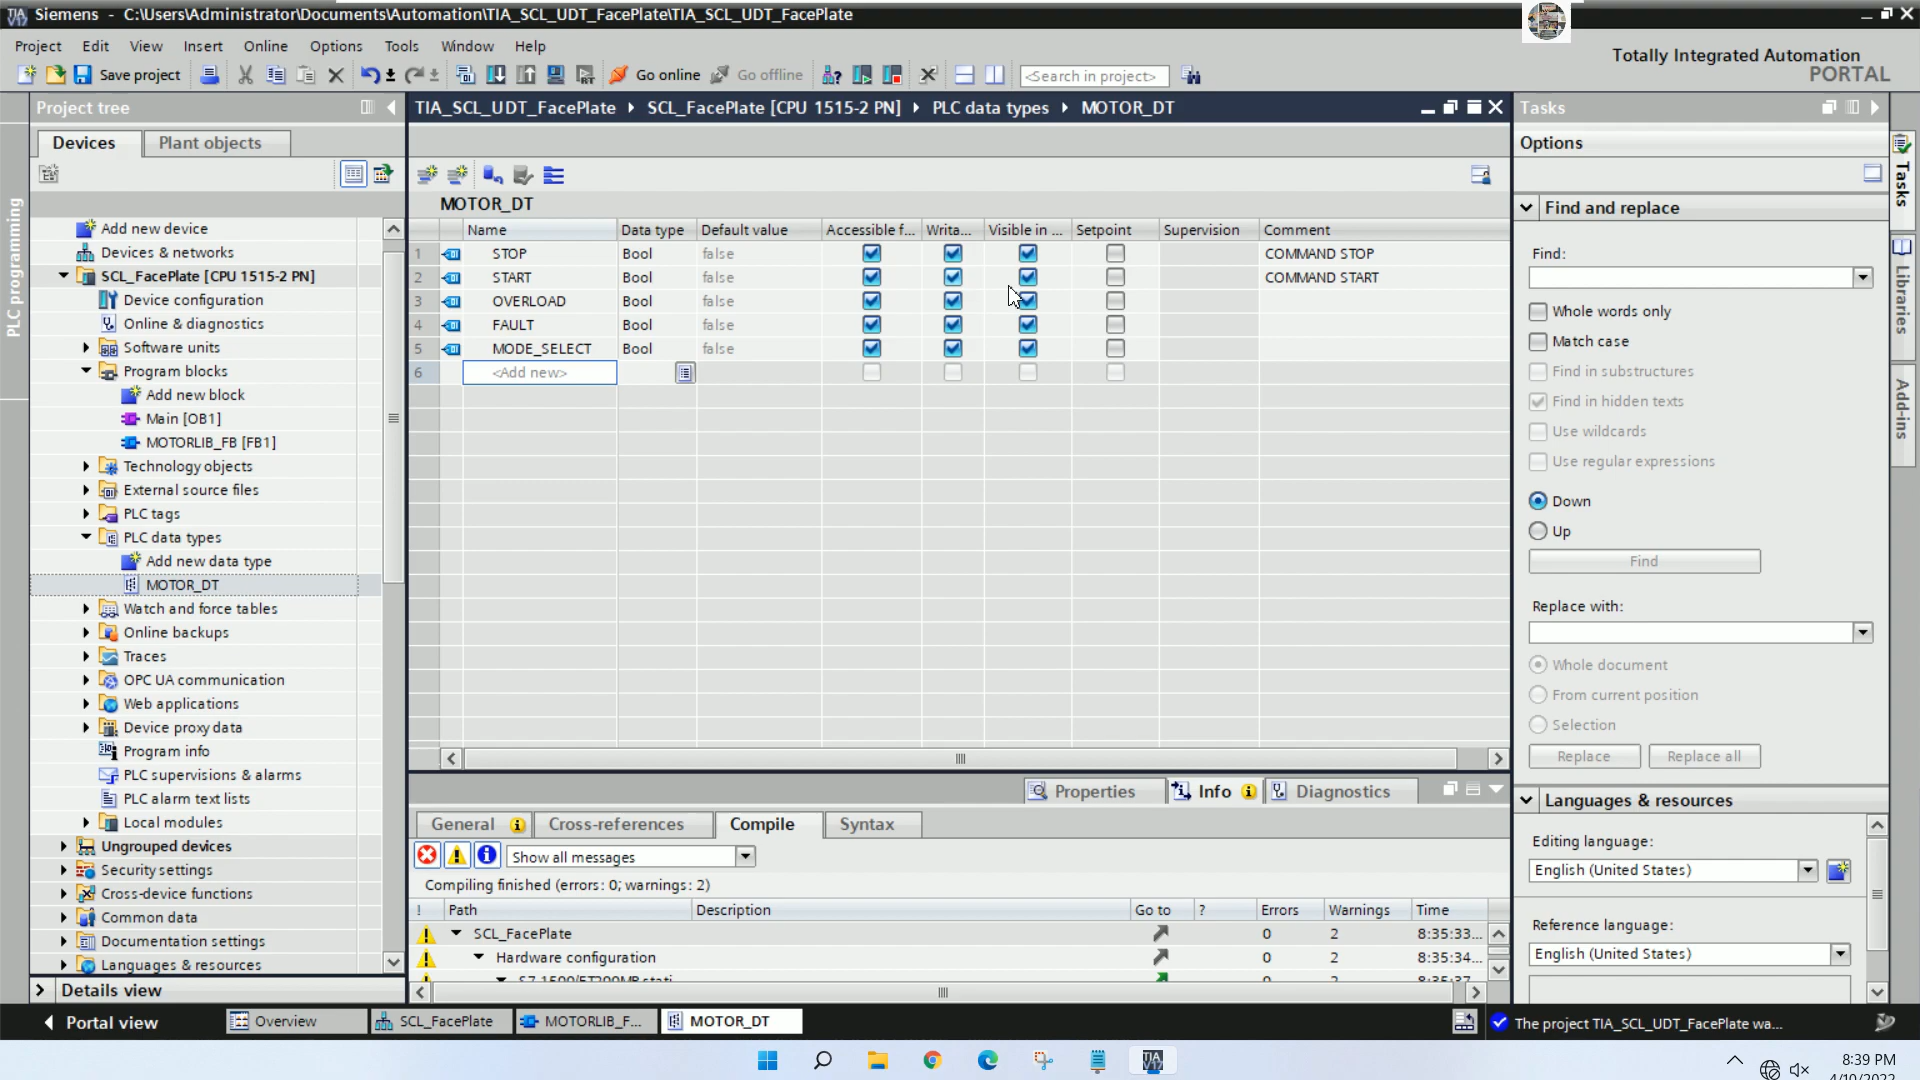 Siemens - C:\Users\Administrator\Documents\Automation\TIA_SCL_UDT_FacePlate\TIA_SCL_UDT_FacePlate
Project Edit View Insert Online Options Tools Window Help
Totally Integrated Automation
PORTAL
Save project
Go online
Go offline
<Search in project>
Project tree
TIA_SCL_UDT_FacePlate
SCL_FacePlate [CPU 1515-2 PN]
PLC data types
MOTOR_DT
Tasks
Devices
Plant objects
Options
PLC programming
MOTOR_DT
Name Data type Default value Accessible f... Writa... Visible in ... Setpoint Supervision Comment
1 STOP Bool false COMMAND STOP
2 START Bool false COMMAND START
3 OVERLOAD Bool false
4 FAULT Bool false
5 MODE_SELECT Bool false
6 <Add new>
Add new device
Devices & networks
SCL_FacePlate [CPU 1515-2 PN]
Device configuration
Online & diagnostics
Software units
Program blocks
Add new block
Main [OB1]
MOTORLIB_FB [FB1]
Technology objects
External source files
PLC tags
PLC data types
Add new data type
MOTOR_DT
Watch and force tables
Online backups
Traces
OPC UA communication
Web applications
Device proxy data
Program info
PLC supervisions & alarms
PLC alarm text lists
Local modules
Ungrouped devices
Security settings
Cross-device functions
Common data
Documentation settings
Languages & resources
Details view
Find and replace
Find:
Whole words only
Match case
Find in substructures
Find in hidden texts
Use wildcards
Use regular expressions
Down
Up
Find
Replace with:
Whole document
From current position
Selection
Replace
Replace all
Languages & resources
Editing language:
English (United States)
Reference language:
English (United States)
Tasks
Libraries
Add-ins
Properties
Info
Diagnostics
General
Cross-references
Compile
Syntax
Show all messages
Compiling finished (errors: 0; warnings: 2)
! Path Description Go to ? Errors Warnings Time
SCL_FacePlate 0 2 8:35:33...
Hardware configuration 0 2 8:35:34...
Portal view
Overview
SCL_FacePlate
MOTORLIB_F...
MOTOR_DT
The project TIA_SCL_UDT_FacePlate wa...
8:39 PM
4/10/2022